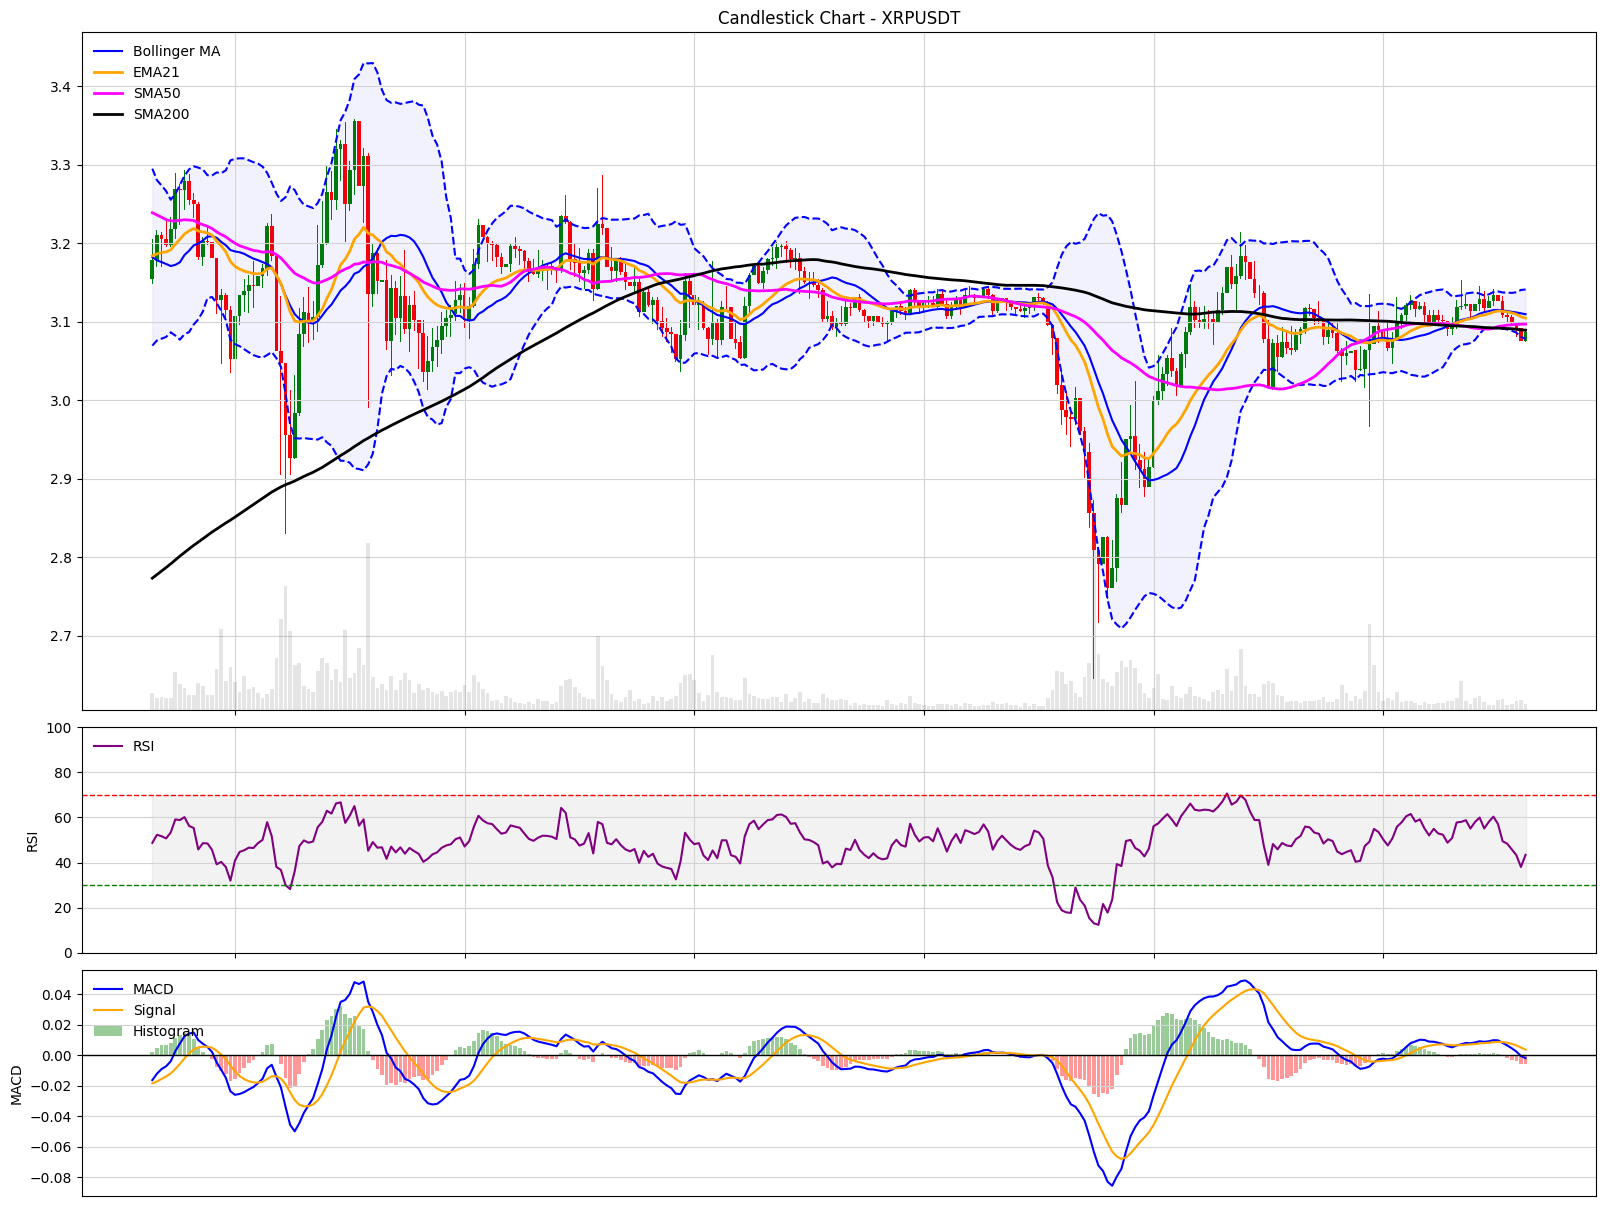 Candlestick Chart - XRPUSDT
Bollinger MA
EMA21
SMA50
SMA200
3.4
3.3
3.2
3.1
3.0
2.9
2.8
2.7
100
80
60
40
20
0
RSI
RSI
0.04
0.02
0.00
−0.02
−0.04
−0.06
−0.08
MACD
MACD
Signal
Histogram